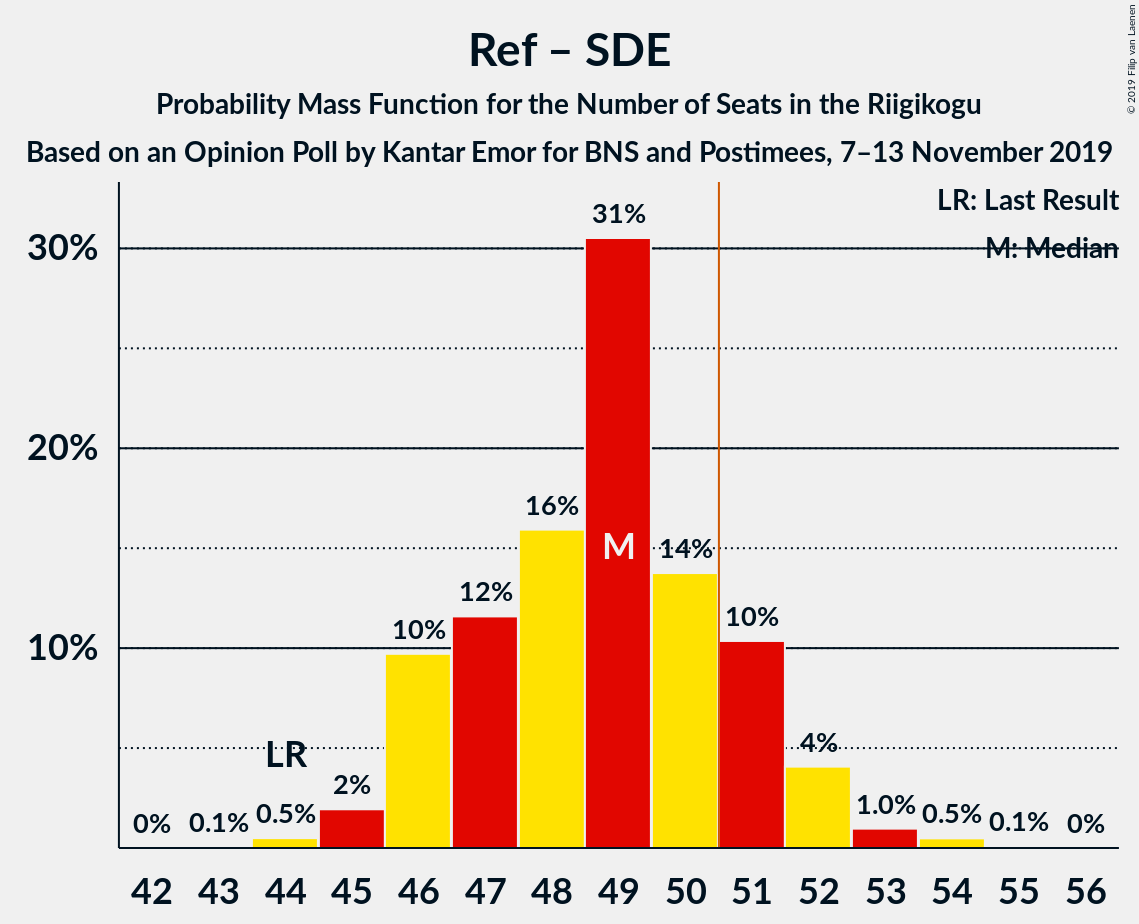 Ref – SDE
Probability Mass Function for the Number of Seats in the Riigikogu
Based on an Opinion Poll by Kantar Emor for BNS and Postimees, 7–13 November 2019
© 2019 Filip van Laenen
LR: Last Result
M: Median
30%
20%
10%
0%
0.1%
0.5%
2%
10%
12%
16%
31%
14%
10%
4%
1.0%
0.5%
0.1%
0%
LR
M
42 43 44 45 46 47 48 49 50 51 52 53 54 55 56